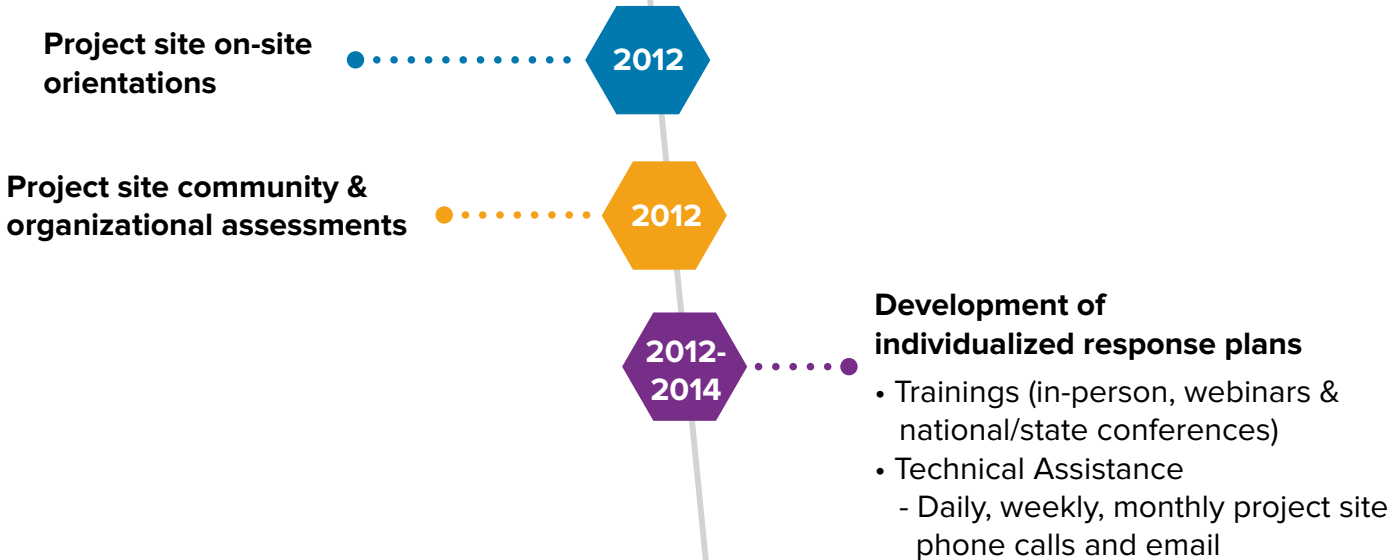 Project site on-site
orientations
2012
Project site community &
organizational assessments
2012
2012-
2014
Development of
individualized response plans
• Trainings (in-person, webinars &
national/state conferences)
• Technical Assistance
- Daily, weekly, monthly project site
phone calls and email